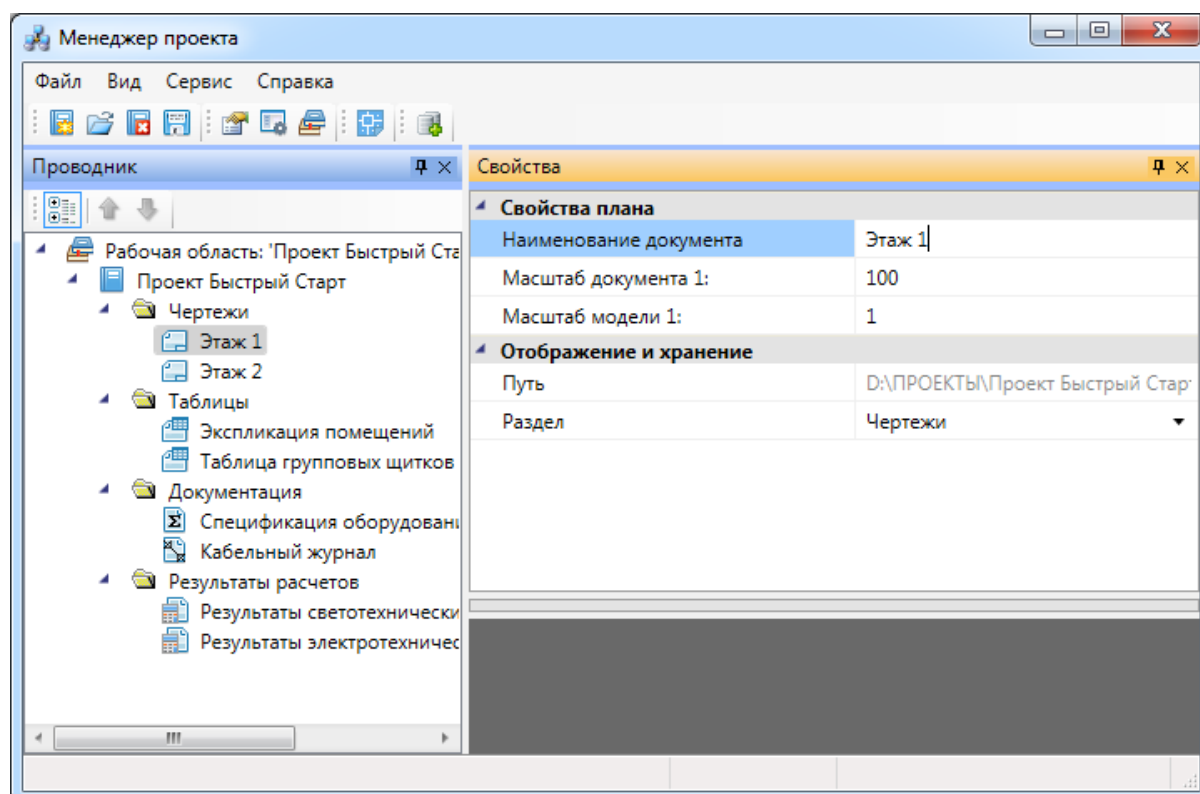 Менеджер проекта
Файл Вид Сервис Справка
Проводник
Рабочая область: 'Проект Быстрый Ста
Проект Быстрый Старт
Чертежи
Этаж 1
Этаж 2
Таблицы
Экспликация помещений
Таблица групповых щитков
Документация
Спецификация оборудовани
Кабельный журнал
Результаты расчетов
Результаты светотехнически
Результаты электротехничес
Свойства
Свойства плана
Наименование документа Этаж 1
Масштаб документа 1: 100
Масштаб модели 1: 1
Отображение и хранение
Путь D:\ПРОЕКТЫ\Проект Быстрый Стар
Раздел Чертежи